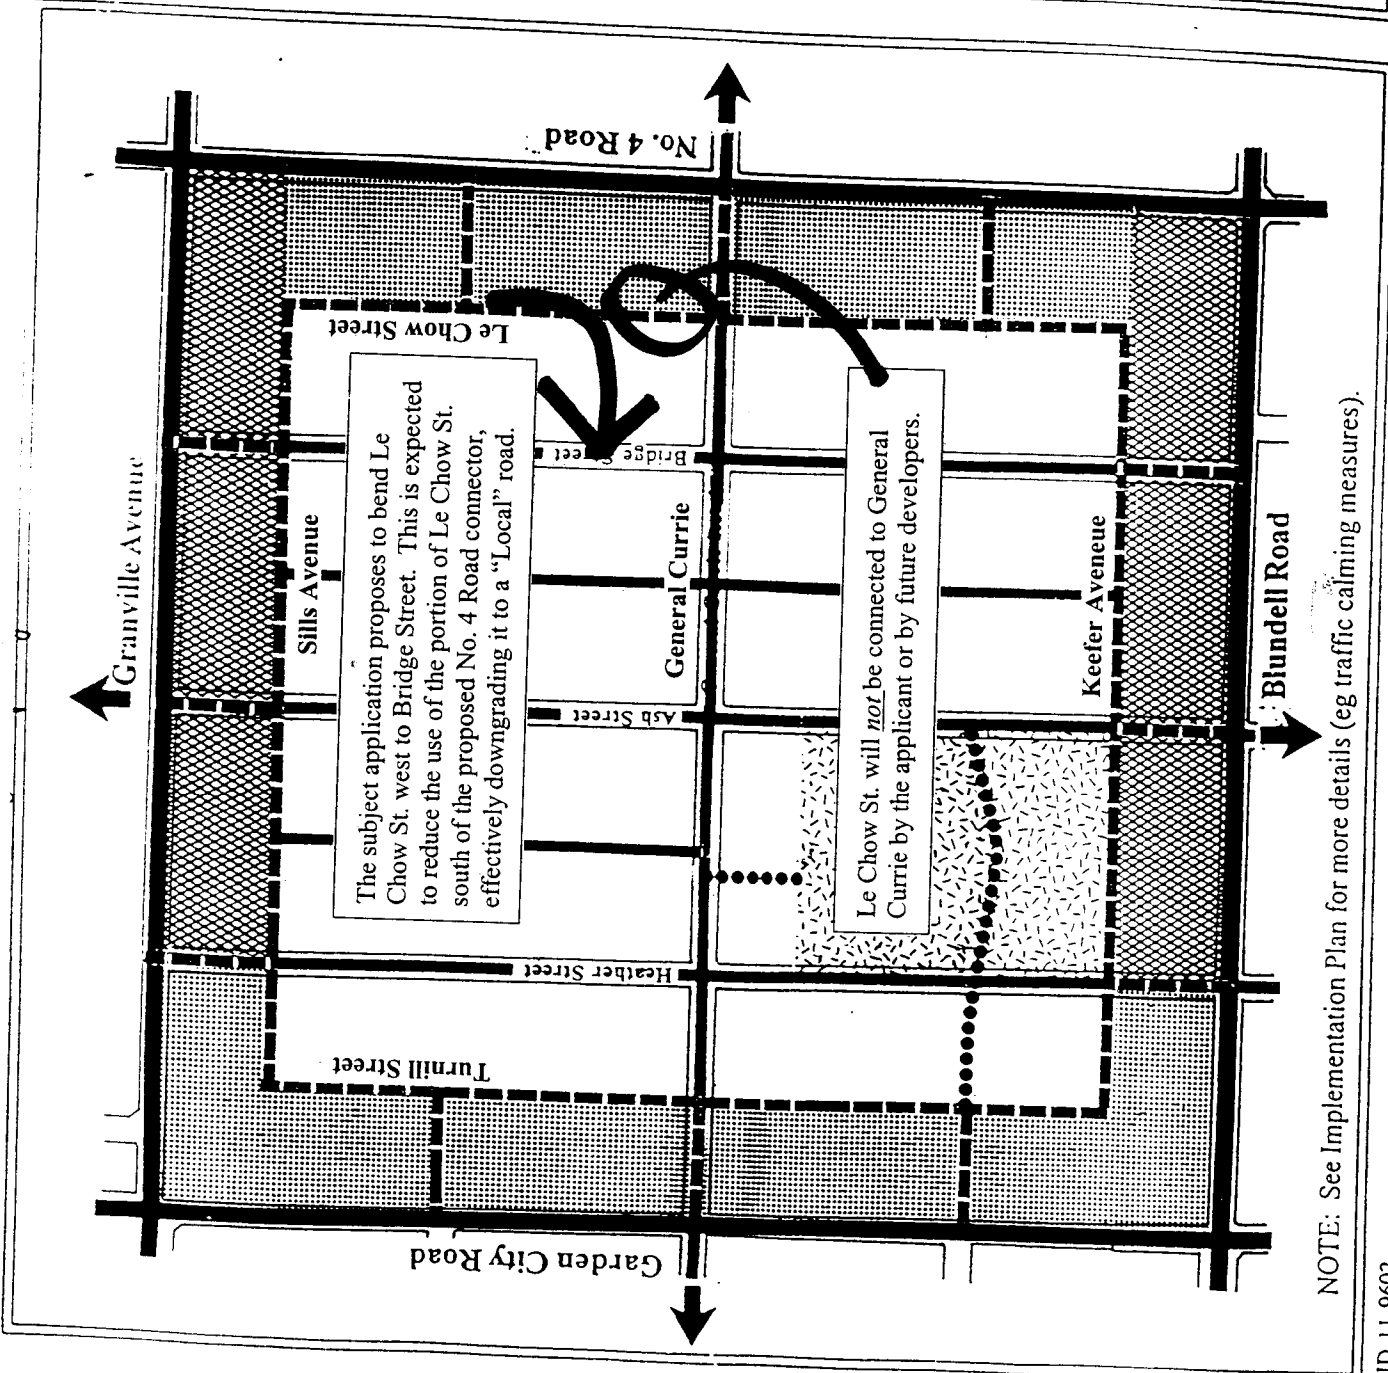 No. 4 Road
Granville Avenue
Le Chow Street
Sills Avenue
The subject application proposes to bend Le
Chow St. west to Bridge Street. This is expected
to reduce the use of the portion of Le Chow St.
south of the proposed No. 4 Road connector,
effectively downgrading it to a “Local” road.
Bridge Street
General Currie
Ash Street
Heather Street
Turnill Street
Le Chow St. will not be connected to General
Currie by the applicant or by future developers.
Keefer Aveneue
Blundell Road
Garden City Road
NOTE: See Implementation Plan for more details (eg traffic calming measures).